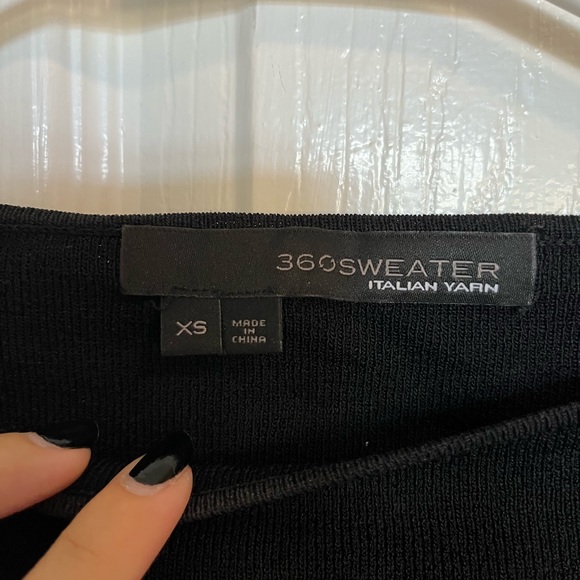 360SWEATER
ITALIAN YARN
XS
MADE
IN
CHINA